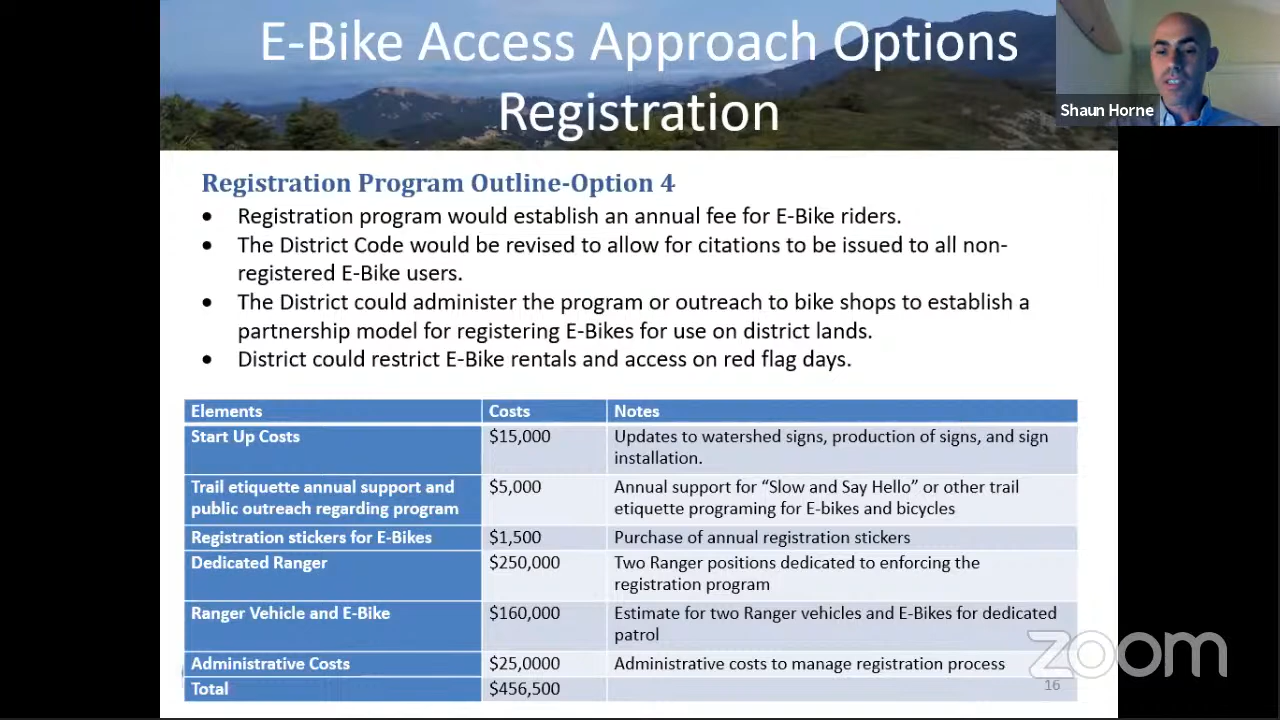 E-Bike Access Approach Options
Registration
Shaun Horne
Registration Program Outline-Option 4
• Registration program would establish an annual fee for E-Bike riders.
• The District Code would be revised to allow for citations to be issued to all non-
registered E-Bike users.
• The District could administer the program or outreach to bike shops to establish a
partnership model for registering E-Bikes for use on district lands.
• District could restrict E-Bike rentals and access on red flag days.
Elements Costs Notes
Start Up Costs $15,000 Updates to watershed signs, production of signs, and sign
installation.
Trail etiquette annual support and $5,000 Annual support for “Slow and Say Hello” or other trail
public outreach regarding program etiquette programing for E-bikes and bicycles
Registration stickers for E-Bikes $1,500 Purchase of annual registration stickers
Dedicated Ranger $250,000 Two Ranger positions dedicated to enforcing the
registration program
Ranger Vehicle and E-Bike $160,000 Estimate for two Ranger vehicles and E-Bikes for dedicated
patrol
Administrative Costs $25,0000 Administrative costs to manage registration process
Total $456,500
16
zoom